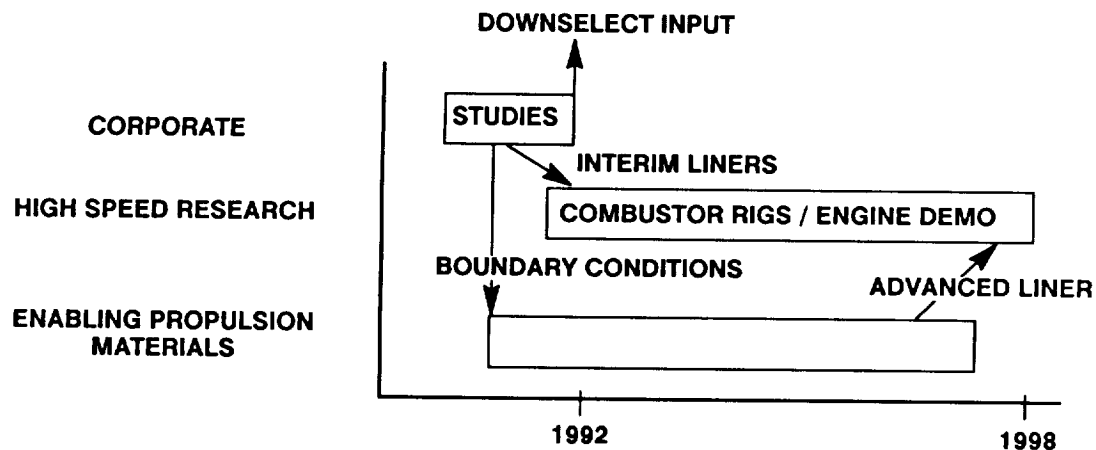 DOWNSELECT INPUT
CORPORATE
STUDIES
INTERIM LINERS
HIGH SPEED RESEARCH
COMBUSTOR RIGS / ENGINE DEMO
BOUNDARY CONDITIONS
ADVANCED LINER
ENABLING PROPULSION
MATERIALS
1992
1998